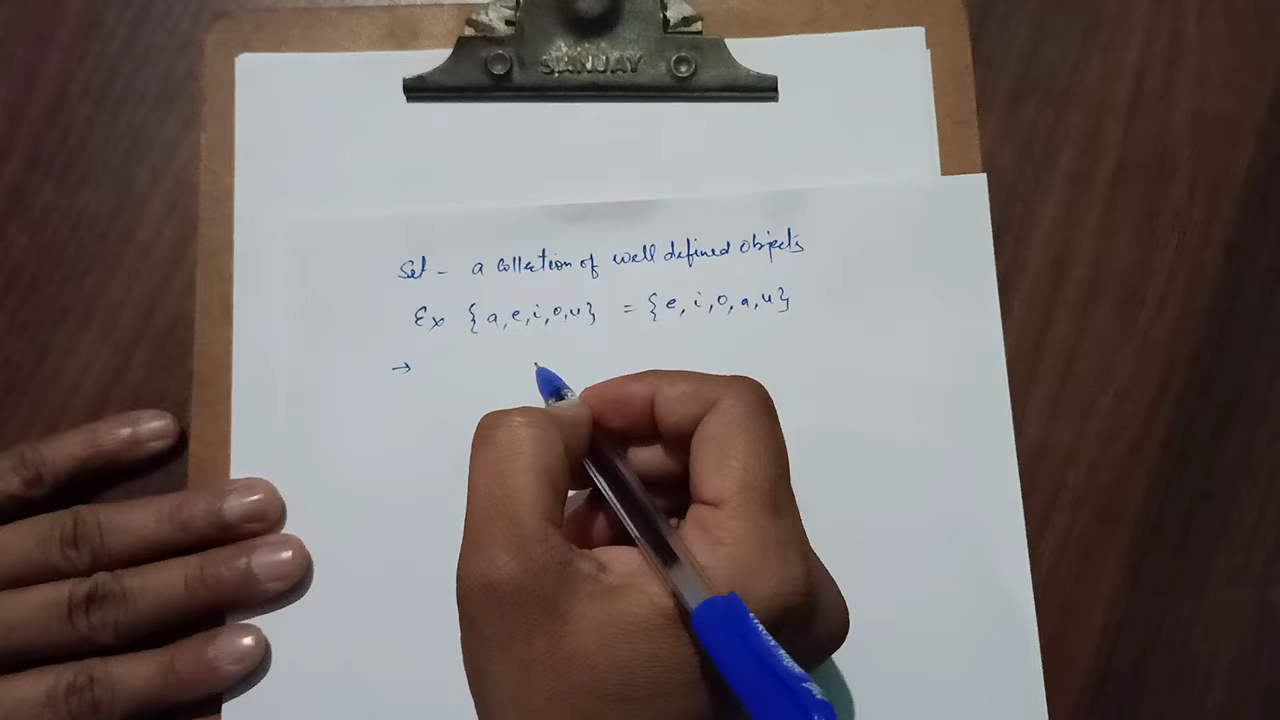 SANJAY
Set - a collection of well defined objects
Ex {a, e, i, o, u} = {e, i, o, a, u}
→